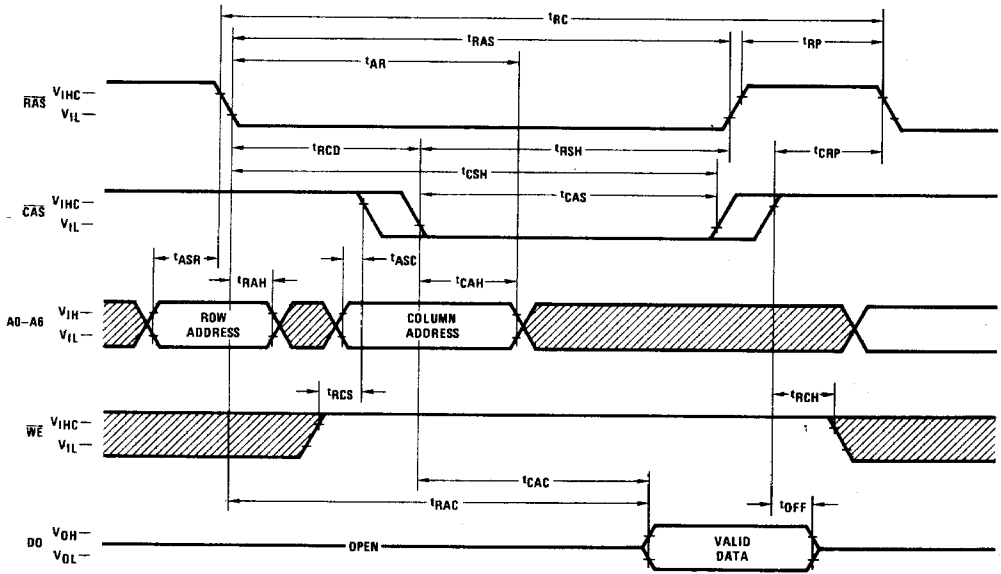 tRC
tRAS
tRP
tAR
RAS
VIHC
VIL
tRCD
tRSH
tCRP
tCSH
tCAS
CAS
VIHC
VIL
tASR
tRAH
tASC
tCAH
A0–A6
VIH
VIL
ROW
ADDRESS
COLUMN
ADDRESS
tRCS
tRCH
WE
VIHC
VIL
tCAC
tRAC
tOFF
DO
VOH
VOL
OPEN
VALID
DATA